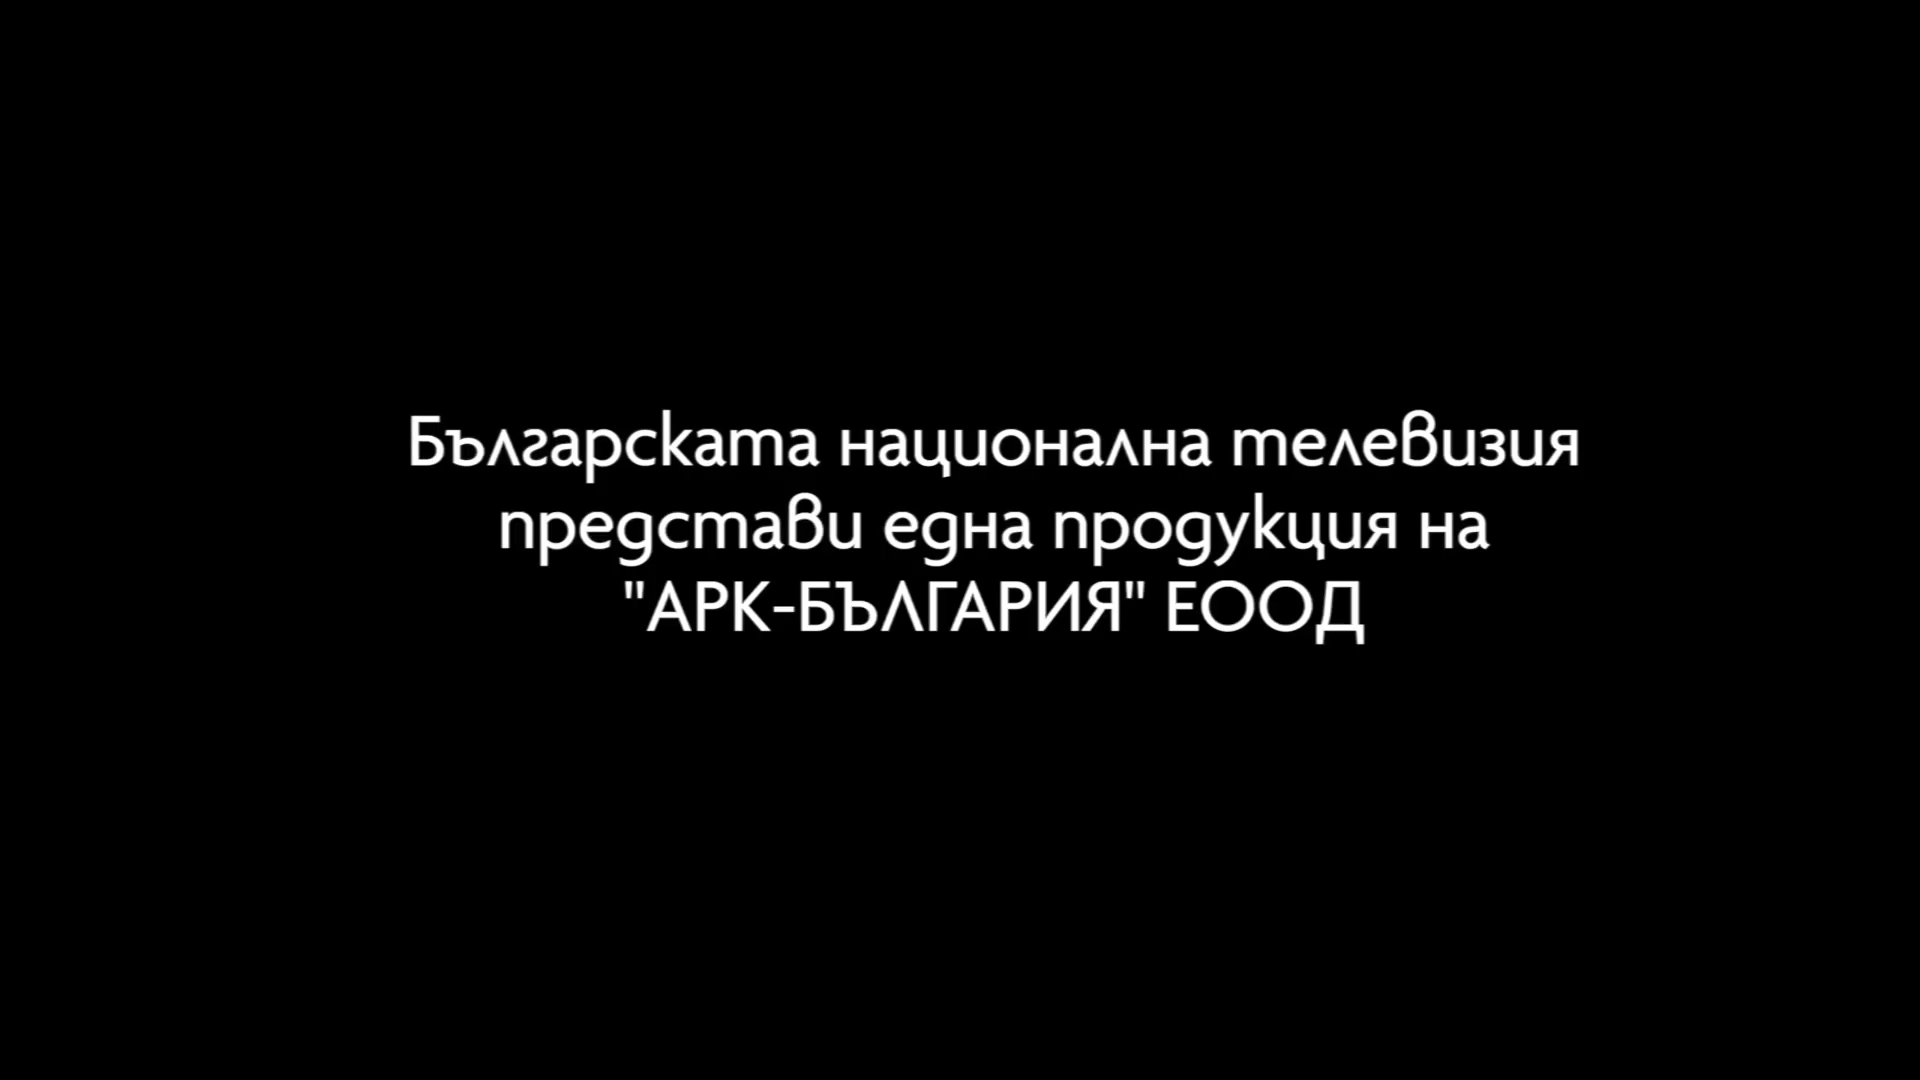 Българската национална телевизия
представи една продукция на
"АРК-БЪЛГАРИЯ" ЕООД